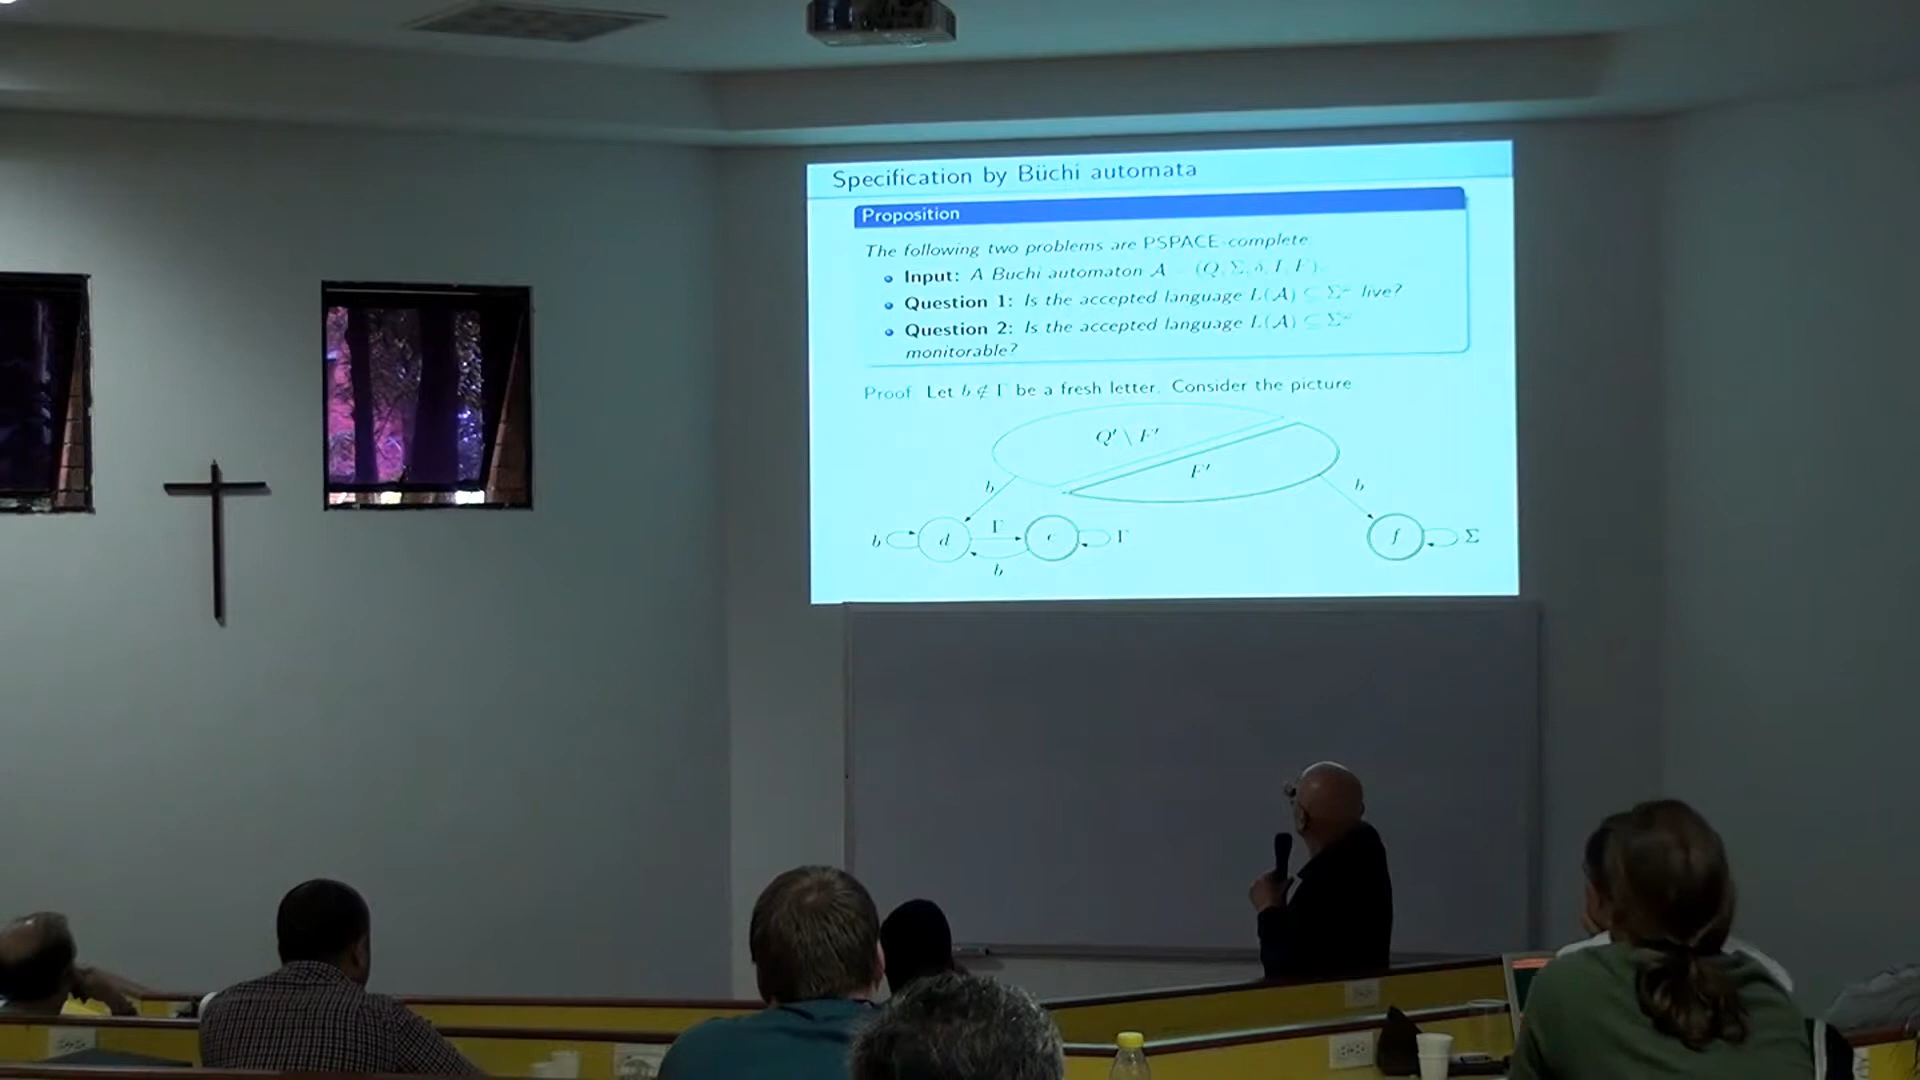 Specification by Büchi automata
Proposition
The following two problems are PSPACE-complete
Input: A Buchi automaton A = (Q, Σ, δ, I, F).
Question 1: Is the accepted language L(A) ⊆ Σ^ω live?
Question 2: Is the accepted language L(A) ⊆ Σ^ω
monitorable?
Proof. Let b ∉ Γ be a fresh letter. Consider the picture
Q′ \ F′
F′
b
b
b
d
Γ
c
Γ
f
Σ
b